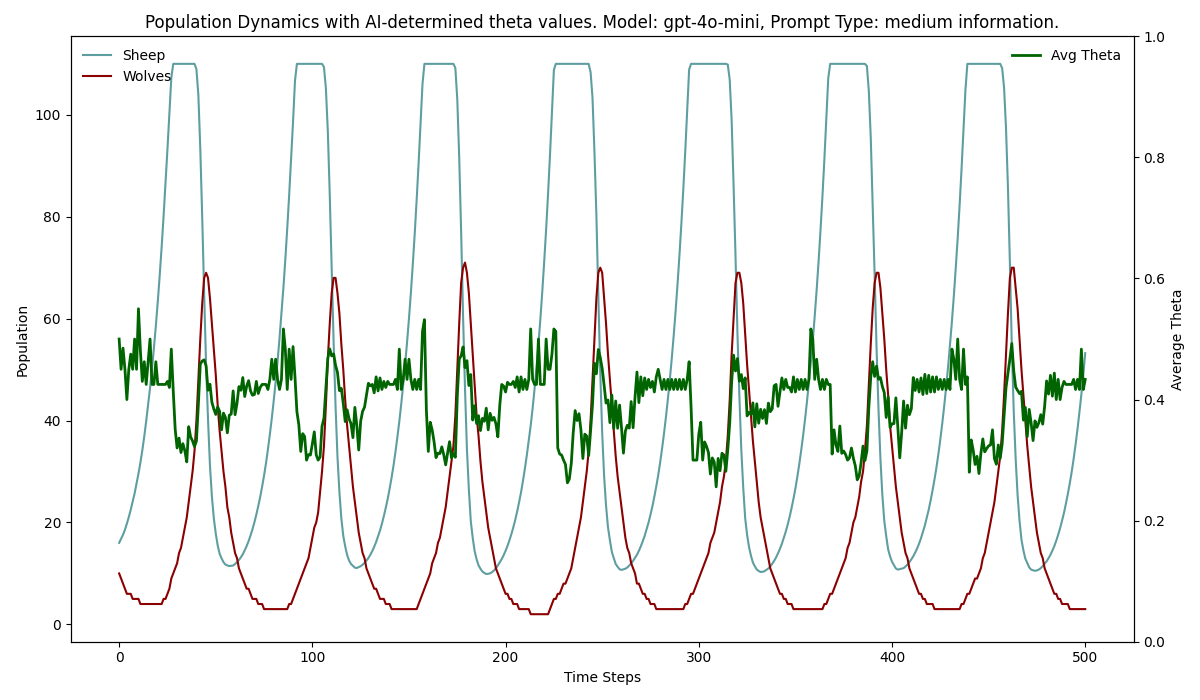 Population Dynamics with AI-determined theta values. Model: gpt-4o-mini, Prompt Type: medium information.
Sheep
Wolves
Avg Theta
Population
100
80
60
40
20
0
1.0
0.8
0.6
0.4
0.2
0.0
Average Theta
0 100 200 300 400 500
Time Steps